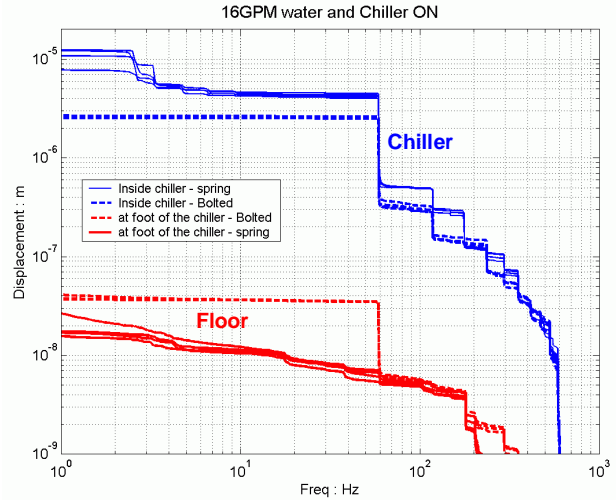 16GPM water and Chiller ON
10^-5
10^-6
10^-7
10^-8
10^-9
Displacement : m
Chiller
Inside chiller - spring
Inside chiller - Bolted
at foot of the chiller - Bolted
at foot of the chiller - spring
Floor
10^0
10^1
10^2
10^3
Freq : Hz